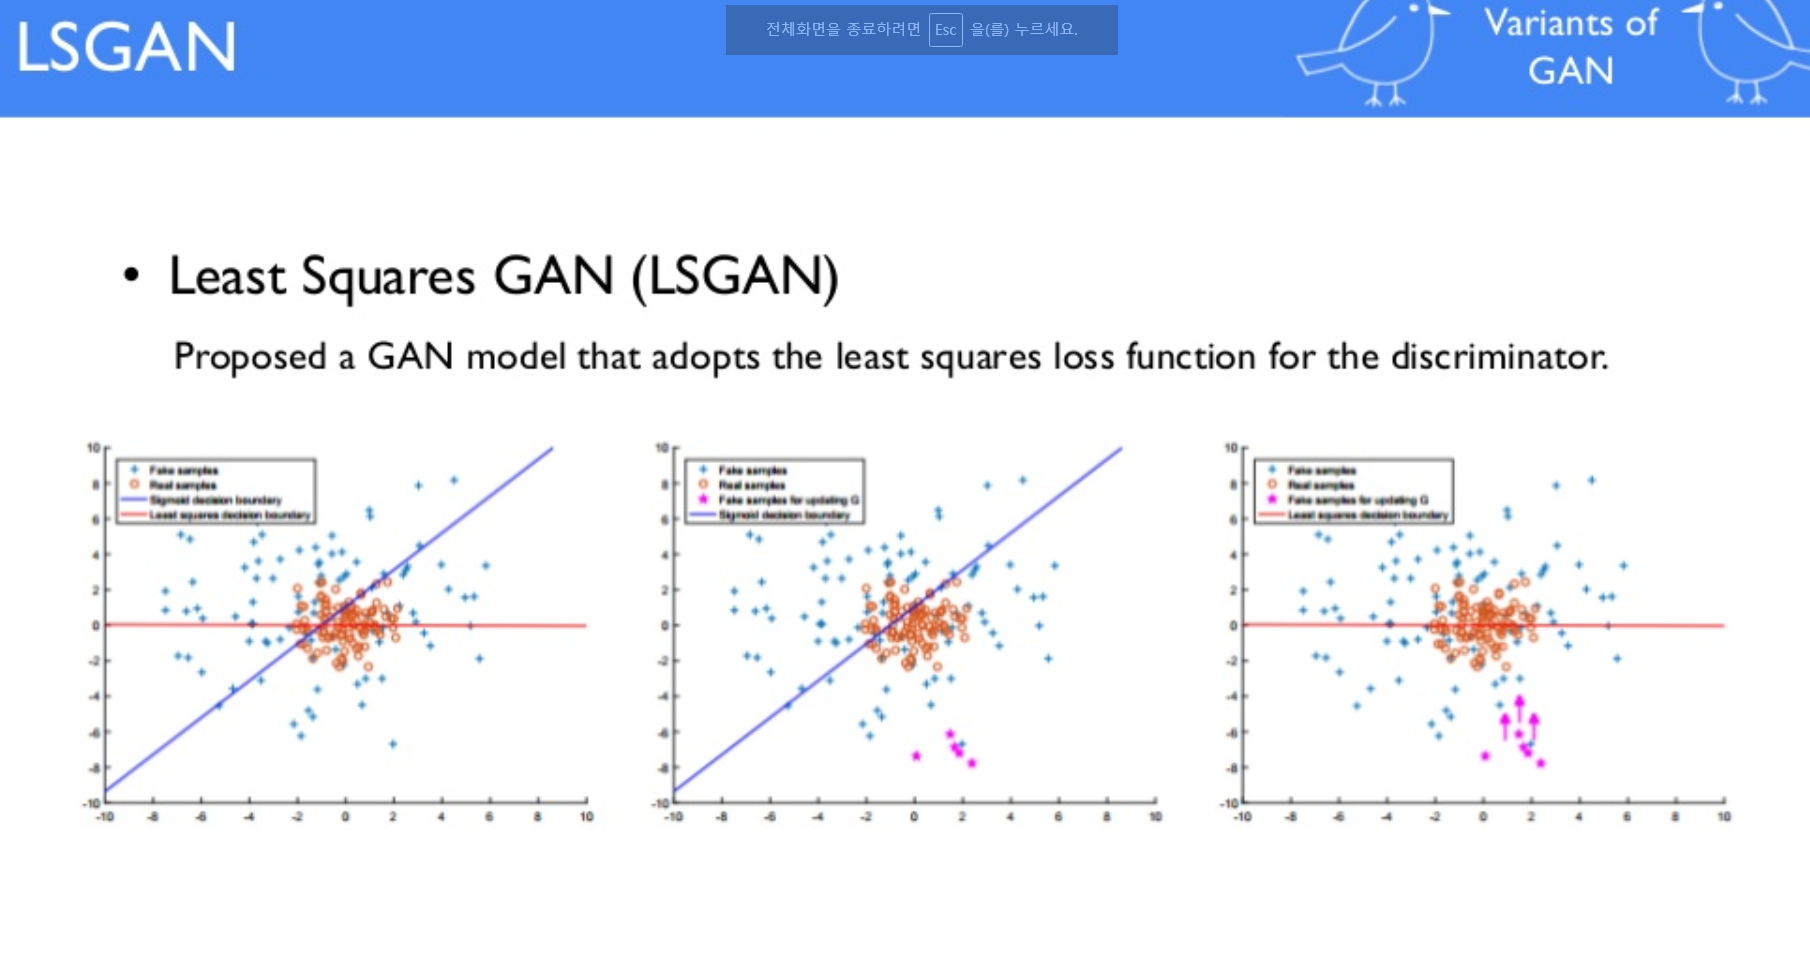 LSGAN
전체화면을 종료하려면 Esc 을(를) 누르세요.
Variants of
GAN
• Least Squares GAN (LSGAN)
Proposed a GAN model that adopts the least squares loss function for the discriminator.
Fake samples
Real samples
Sigmoid decision boundary
Least squares decision boundary
10
8
6
4
2
0
-2
-4
-6
-8
-10
-10 -8 -6 -4 -2 0 2 4 6 8 10
Fake samples
Real samples
Fake samples for updating G
Sigmoid decision boundary
10
8
6
4
2
0
-2
-4
-6
-8
-10
-10 -8 -6 -4 -2 0 2 4 6 8 10
Fake samples
Real samples
Fake samples for updating G
Least squares decision boundary
10
8
6
4
2
0
-2
-4
-6
-8
-10
-10 -8 -6 -4 -2 0 2 4 6 8 10